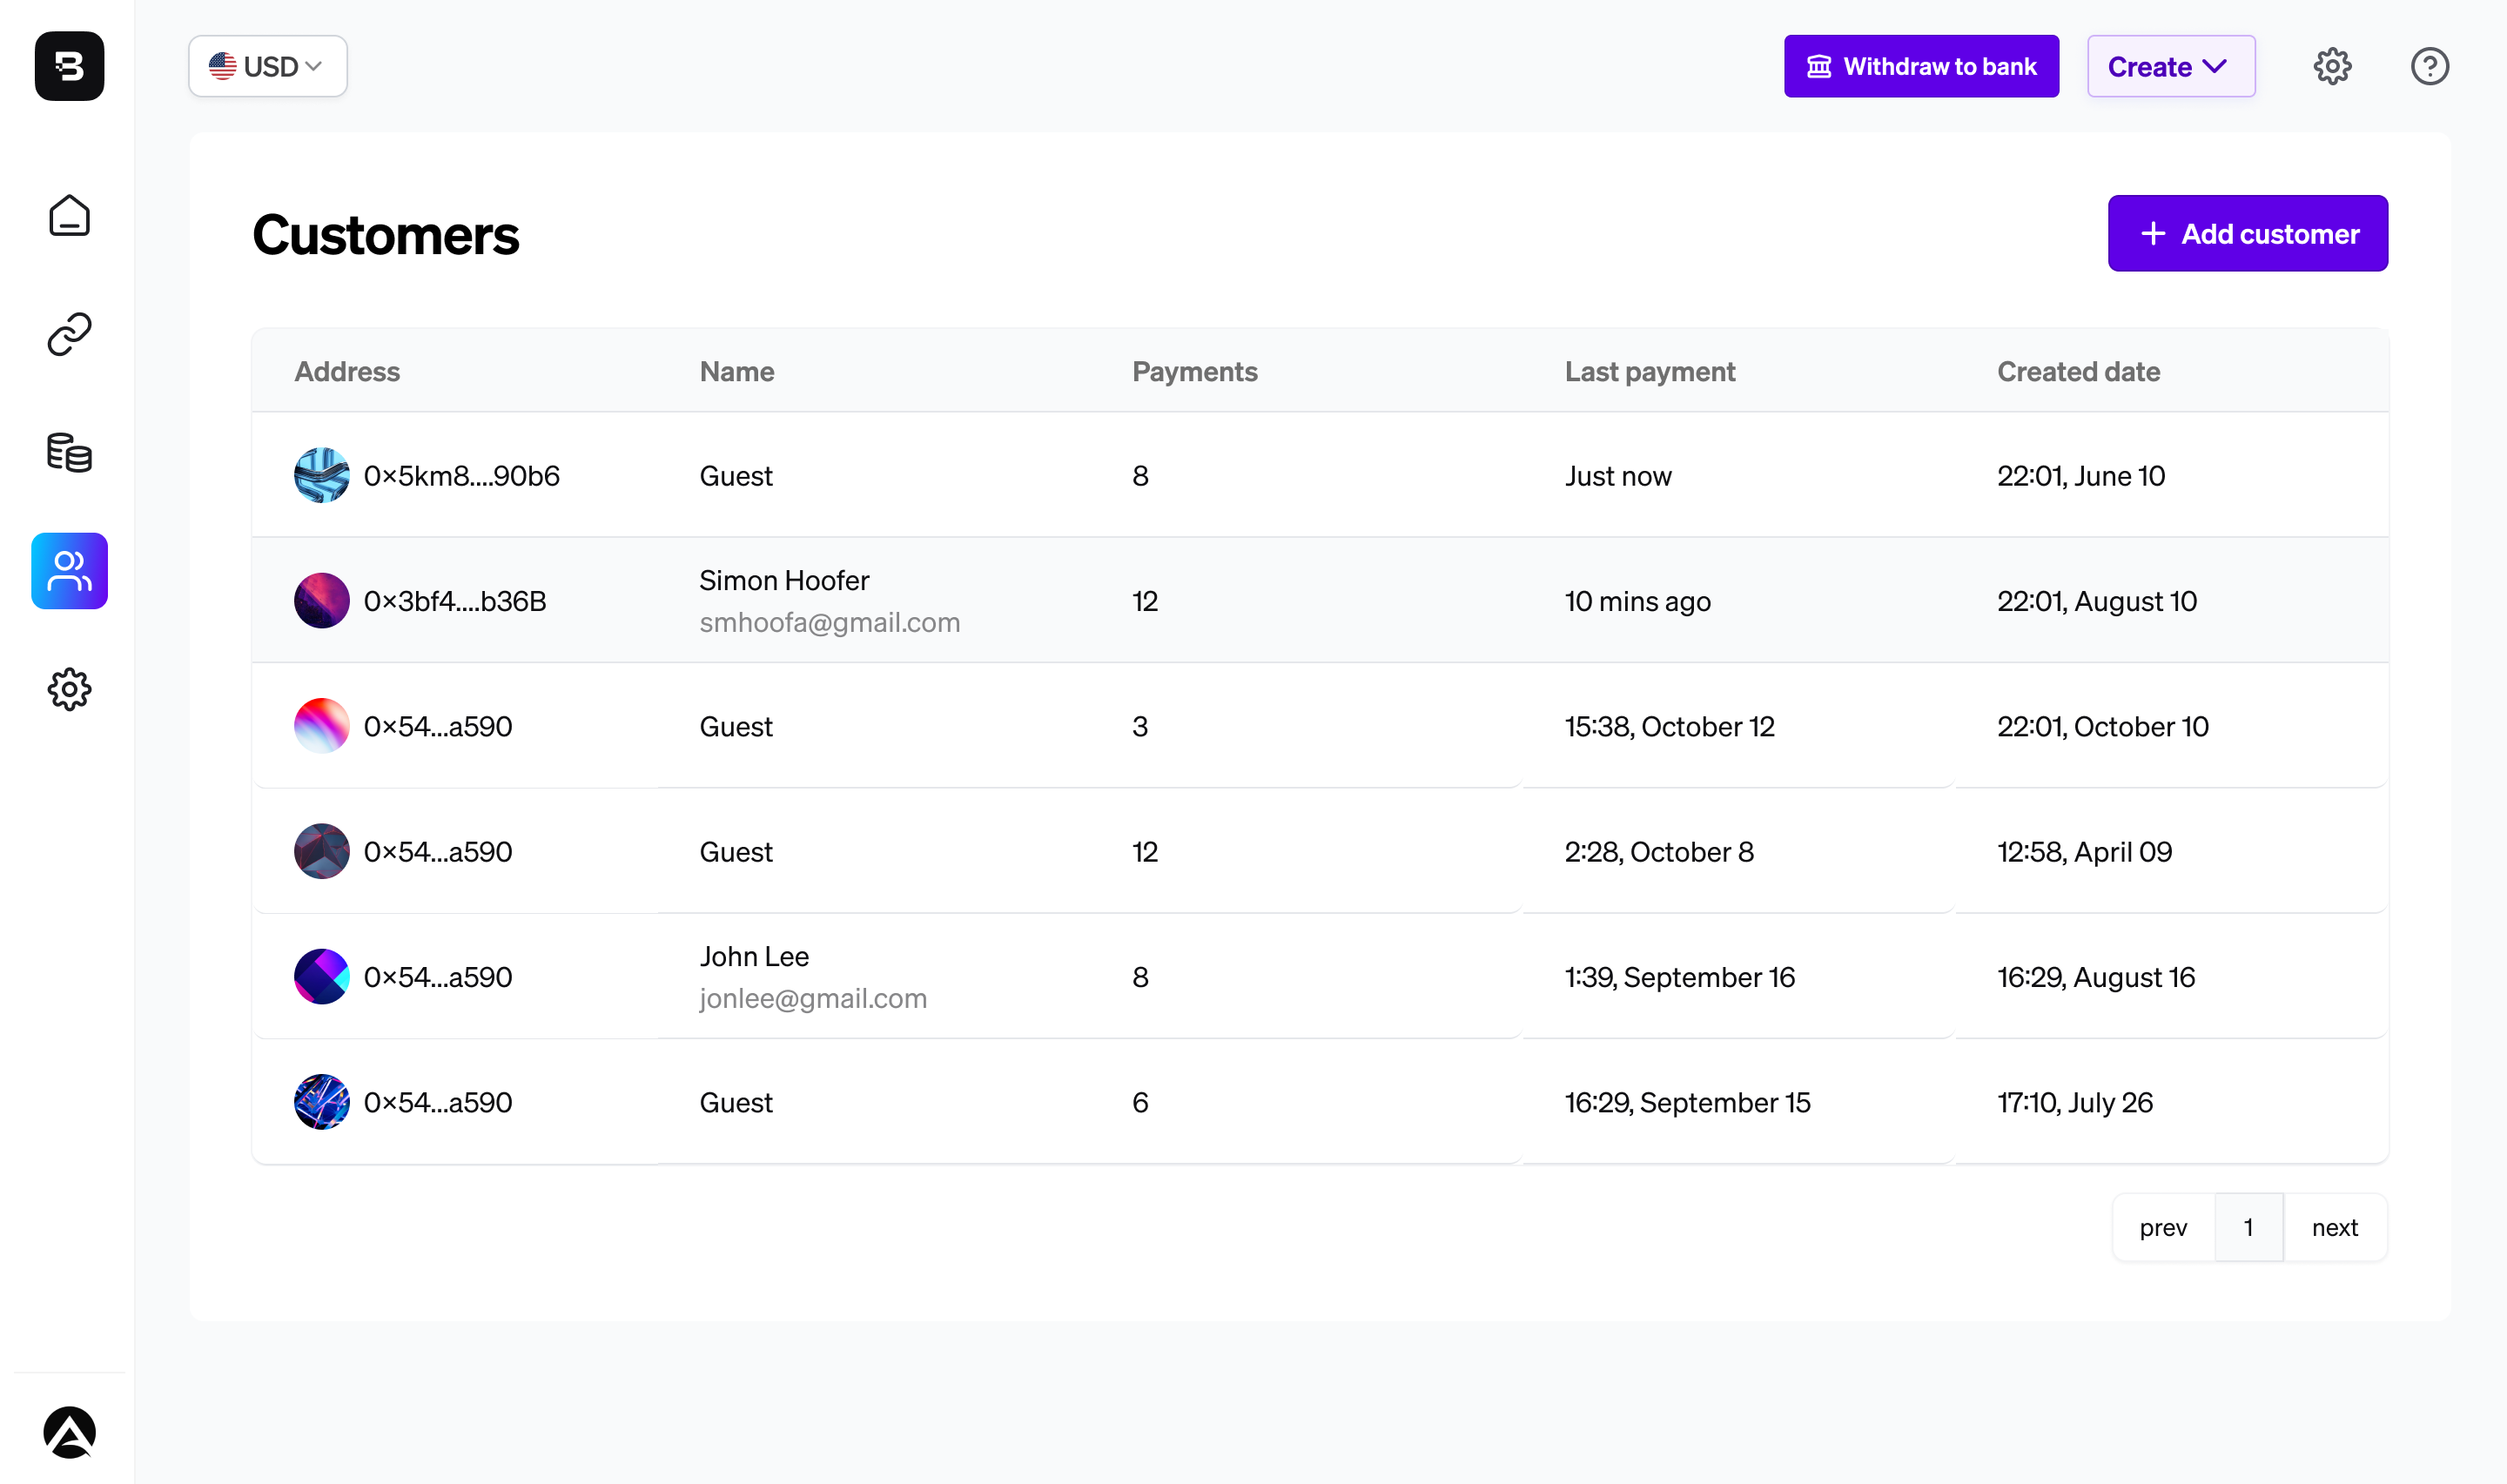 B
USD
Withdraw to bank
Create
Customers
+ Add customer
Address Name Payments Last payment Created date
0×5km8....90b6 Guest 8 Just now 22:01, June 10
0×3bf4....b36B Simon Hoofer 12 10 mins ago 22:01, August 10
smhoofa@gmail.com
0×54...a590 Guest 3 15:38, October 12 22:01, October 10
0×54...a590 Guest 12 2:28, October 8 12:58, April 09
0×54...a590 John Lee 8 1:39, September 16 16:29, August 16
jonlee@gmail.com
0×54...a590 Guest 6 16:29, September 15 17:10, July 26
prev 1 next